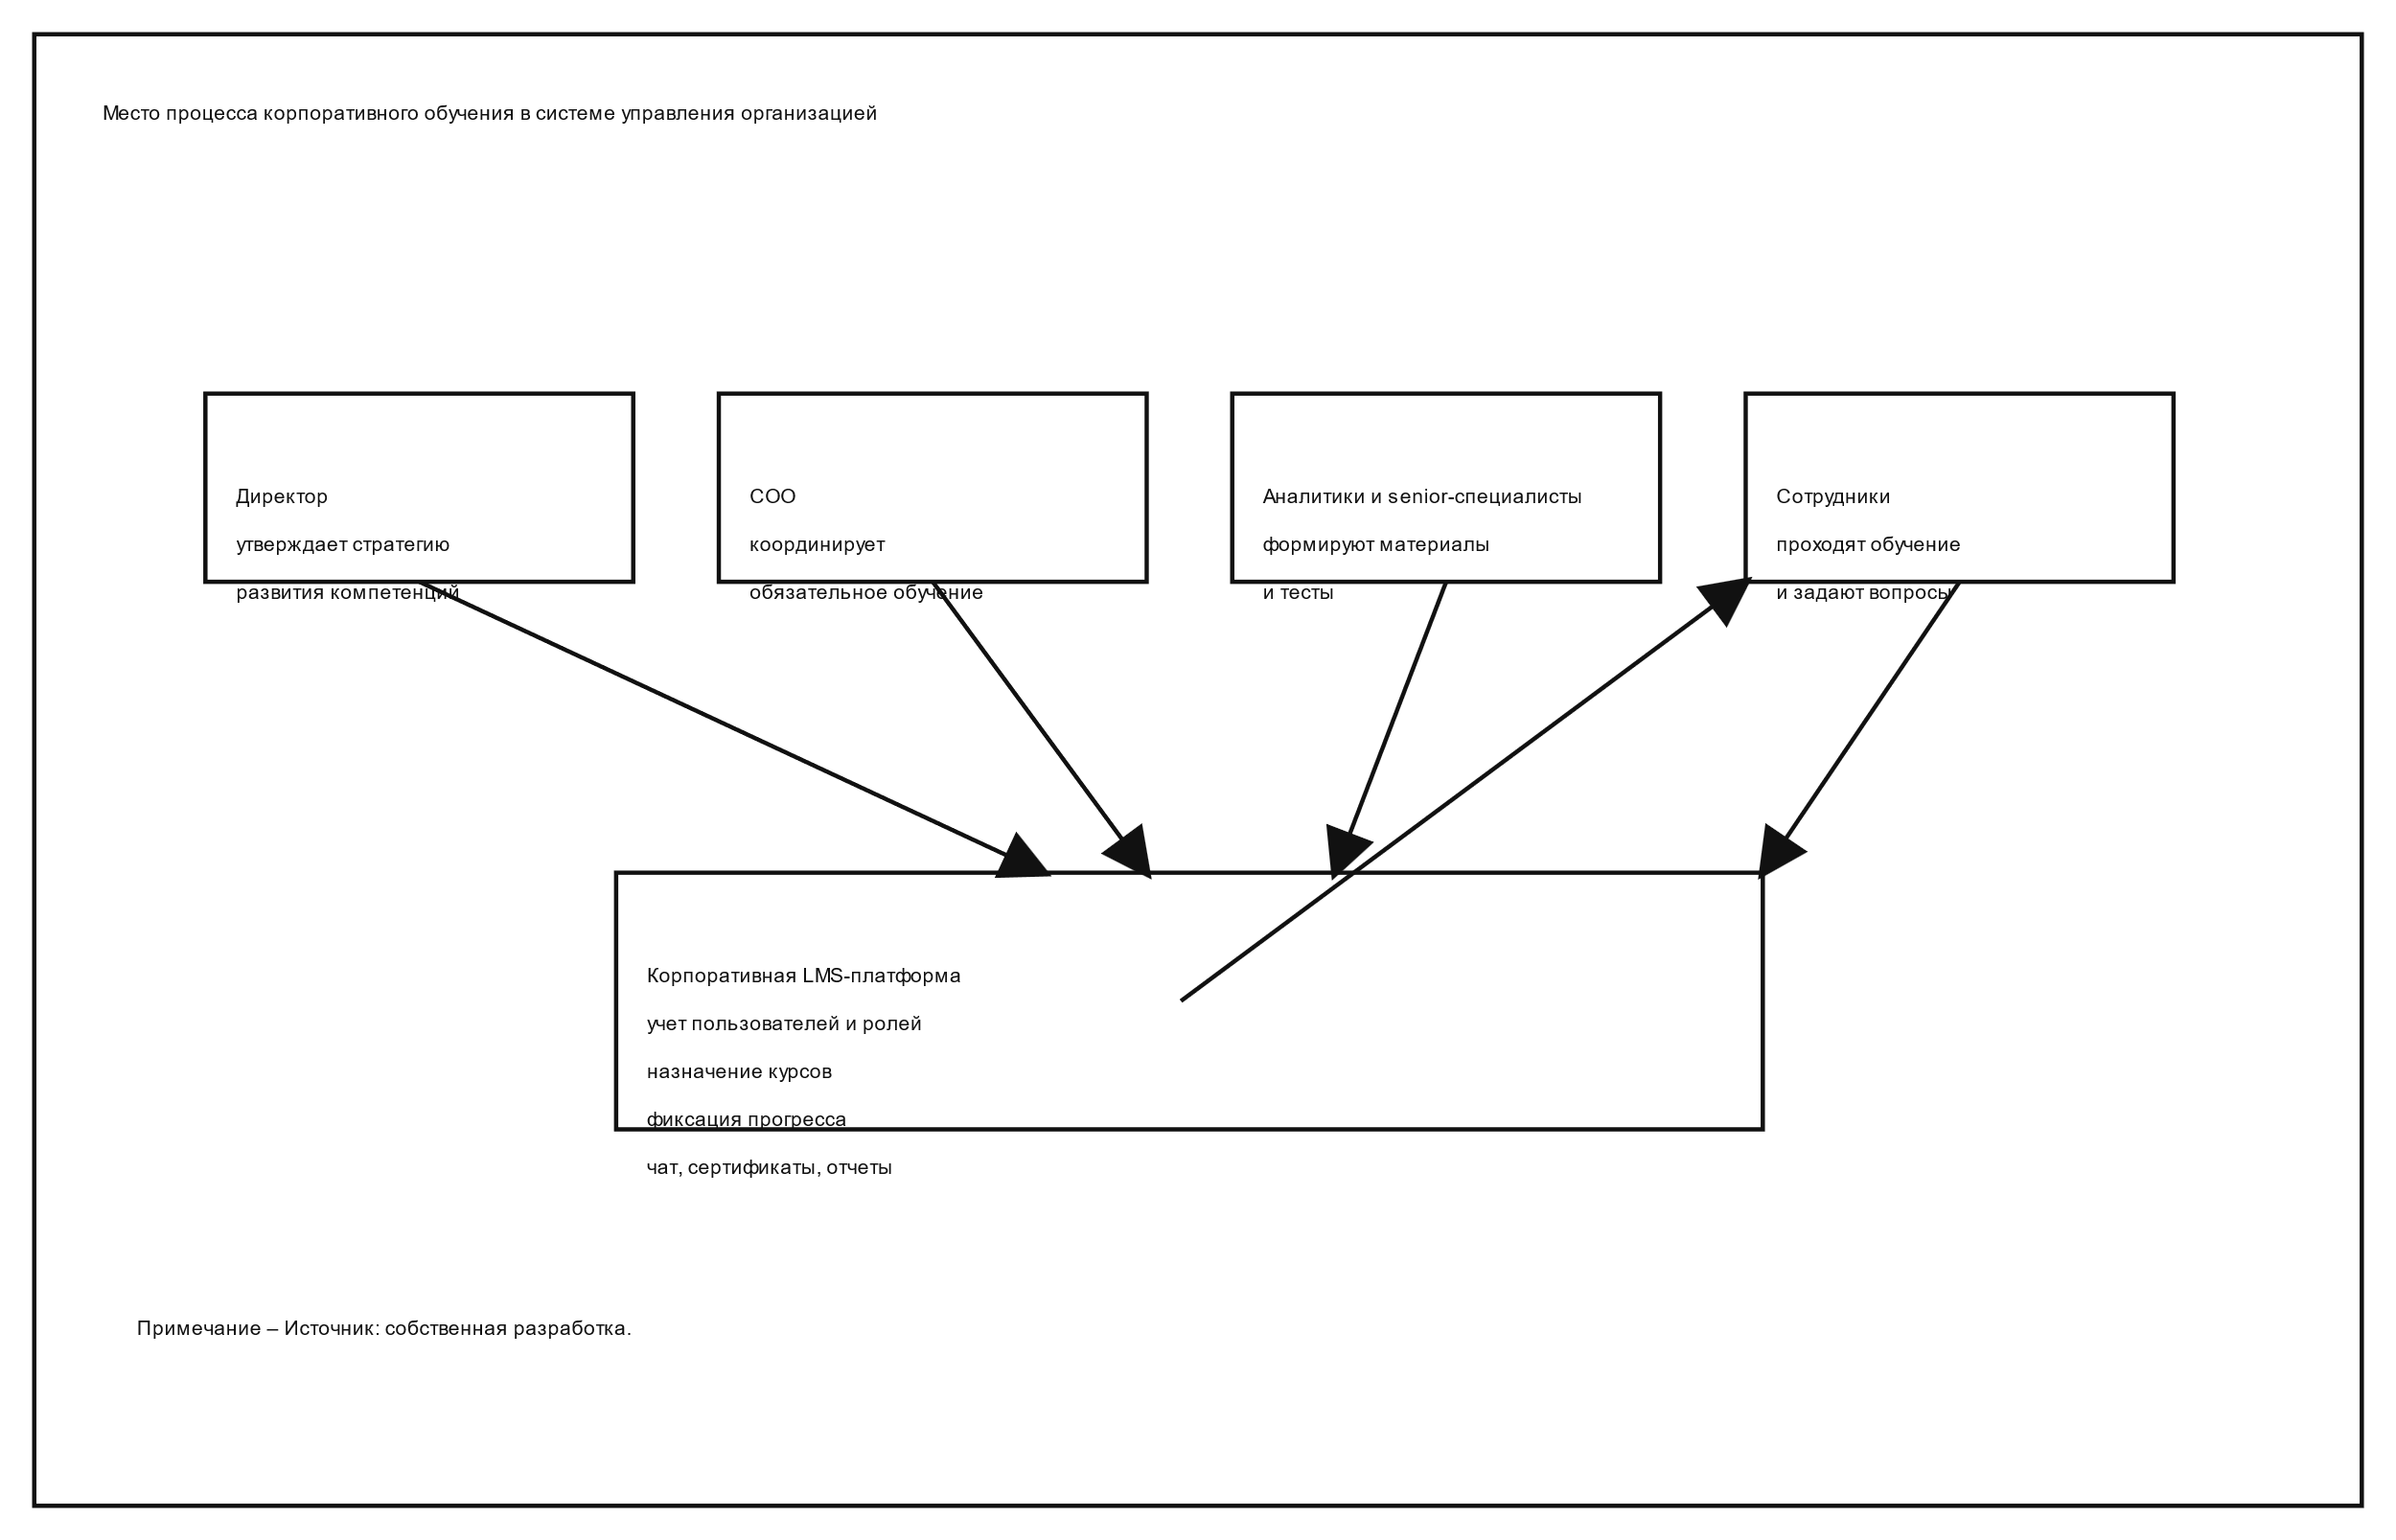 Место процесса корпоративного обучения в системе управления организацией
Директор
утверждает стратегию
развития компетенций
COO
координирует
обязательное обучение
Аналитики и senior-специалисты
формируют материалы
и тесты
Сотрудники
проходят обучение
и задают вопросы
Корпоративная LMS-платформа
учет пользователей и ролей
назначение курсов
фиксация прогресса
чат, сертификаты, отчеты
Примечание – Источник: собственная разработка.